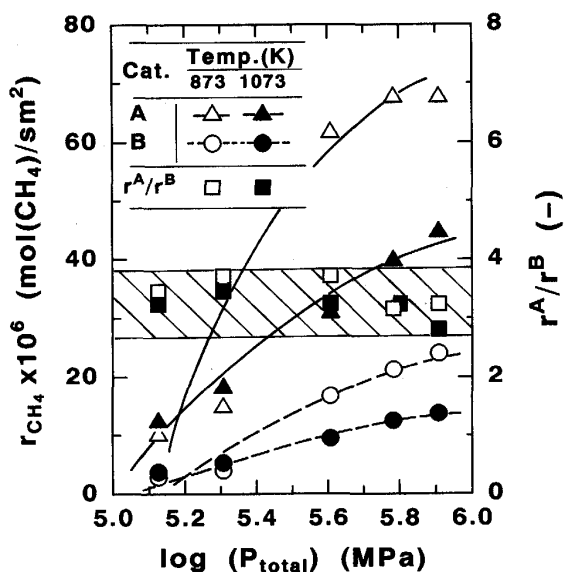 80
60
40
20
0
r_CH4 x10^6 (mol(CH4)/sm^2)
Temp.(K)
Cat. 873 1073
A
B
r^A/r^B
8
6
4
2
0
r^A/r^B (-)
5.0 5.2 5.4 5.6 5.8 6.0
log (P_total) (MPa)